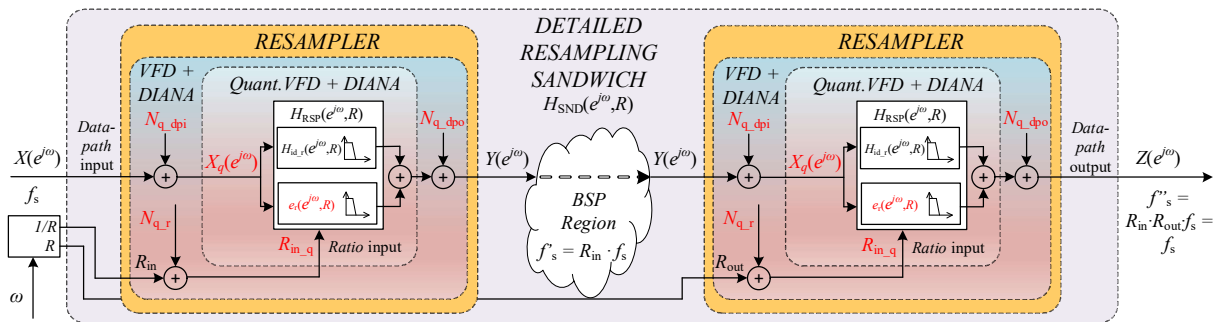 DETAILED
RESAMPLING
SANDWICH
H_SND(e^jω,R)
RESAMPLER
VFD +
DIANA
Quant.VFD + DIANA
H_RSP(e^jω,R)
H_id_r(e^jω,R)
e_r(e^jω,R)
N_q_dpi
N_q_dpo
X_q(e^jω)
N_q_r
R_in_q
Ratio input
R_in
Data-
path
input
X(e^jω)
f_s
1/R
R
ω
Y(e^jω)
BSP
Region
f'_s = R_in · f_s
Y(e^jω)
RESAMPLER
VFD +
DIANA
Quant.VFD + DIANA
H_RSP(e^jω,R)
H_id_r(e^jω,R)
e_r(e^jω,R)
N_q_dpi
N_q_dpo
X_q(e^jω)
N_q_r
R_in_q
Ratio input
R_out
Data-
path
output
Z(e^jω)
f''_s =
R_in·R_out·f_s =
f_s